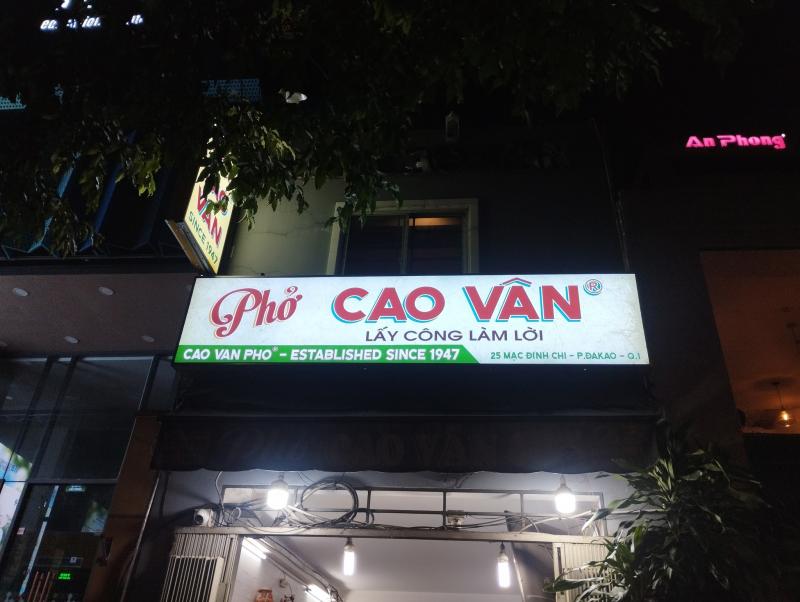 An Phong
CAO
VÂN
SINCE 1947
Phở CAO VÂN ®
LẤY CÔNG LÀM LỜI
CAO VAN PHO® - ESTABLISHED SINCE 1947
25 MẠC ĐỈNH CHI - P.ĐAKAO - Q.1